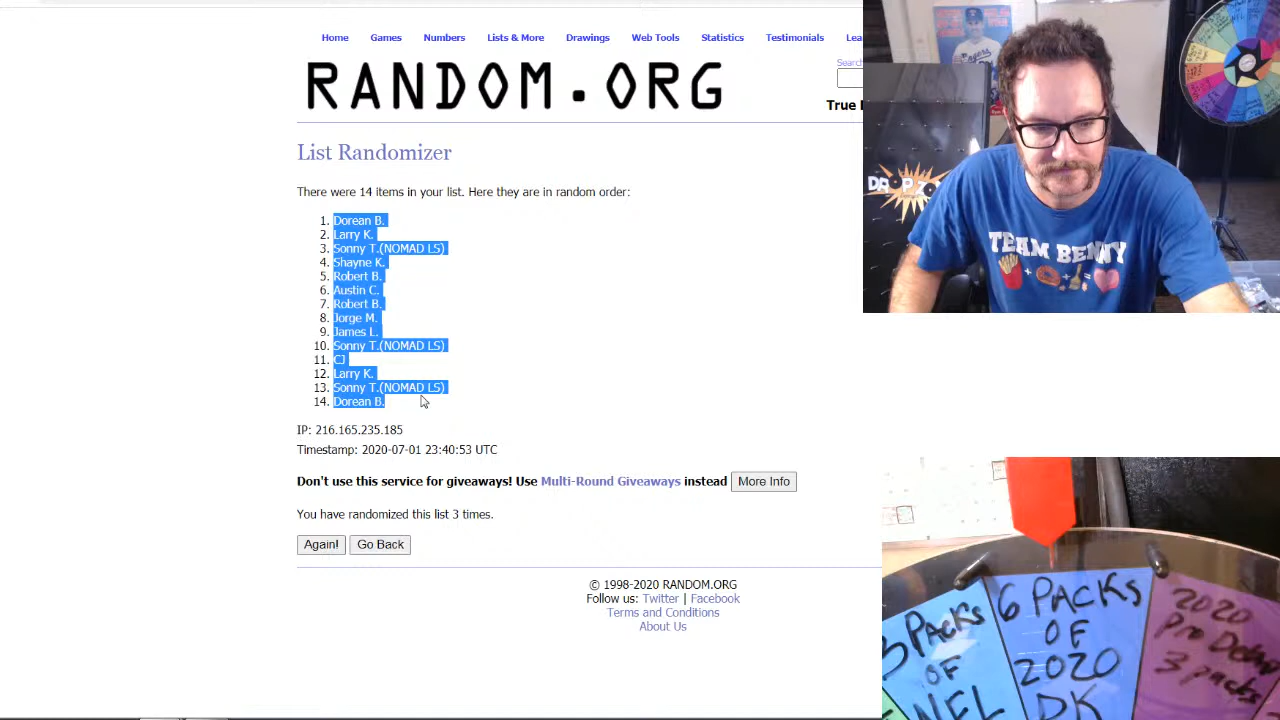 Home Games Numbers Lists & More Drawings Web Tools Statistics Testimonials
RANDOM.ORG
Search
True
List Randomizer
There were 14 items in your list. Here they are in random order:
1. Dorean B.
2. Larry K.
3. Sonny T.(NOMAD LS)
4. Shayne K.
5. Robert B.
6. Austin C.
7. Robert B.
8. Jorge M.
9. James L.
10. Sonny T.(NOMAD LS)
11. CJ
12. Larry K.
13. Sonny T.(NOMAD LS)
14. Dorean B.
IP: 216.165.235.185
Timestamp: 2020-07-01 23:40:53 UTC
Don't use this service for giveaways! Use Multi-Round Giveaways instead More Info
You have randomized this list 3 times.
Again! Go Back
© 1998-2020 RANDOM.ORG
Follow us: Twitter | Facebook
Terms and Conditions
About Us
TEAM BENNY
3 PACKS
OF
6 PACKS
OF
2020
DK
2020
3 packs